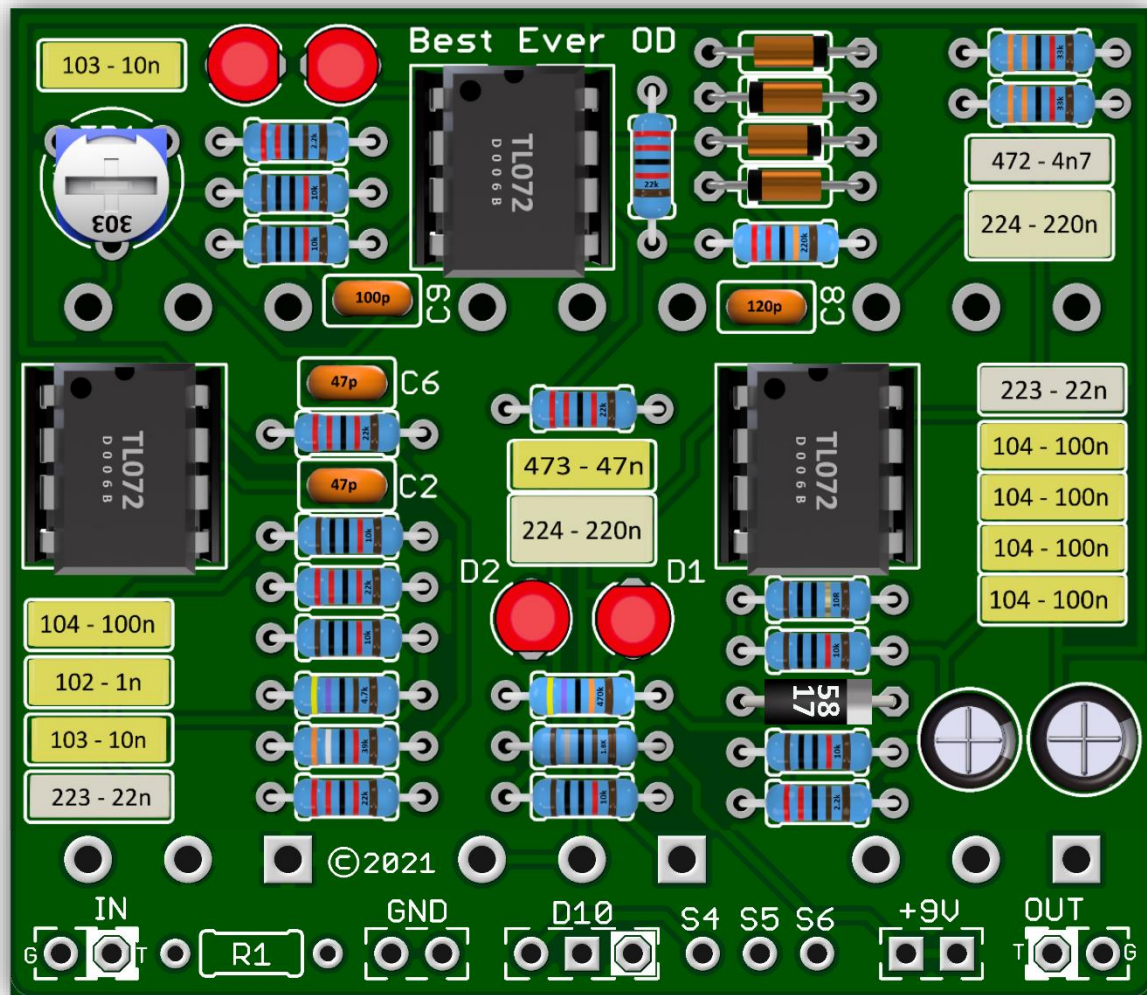 Best Ever OD
103 - 10n
33k
33k
2.2k
TL072
D006B
22k
472 - 4n7
10k
303
224 - 220n
10k
220k
100p
C9
120p
C8
47p
C6
223 - 22n
22k
22k
TL072
D006B
TL072
D006B
104 - 100n
473 - 47n
47p
C2
104 - 100n
224 - 220n
10k
104 - 100n
22k
D2
D1
10R
104 - 100n
104 - 100n
10k
10k
102 - 1n
4.7k
470k
58
17
103 - 10n
39k
1.8k
10k
223 - 22n
22k
10k
2.2k
©2021
IN
GND
D10
S4
S5
S6
+9V
OUT
G
T
R1
T
G